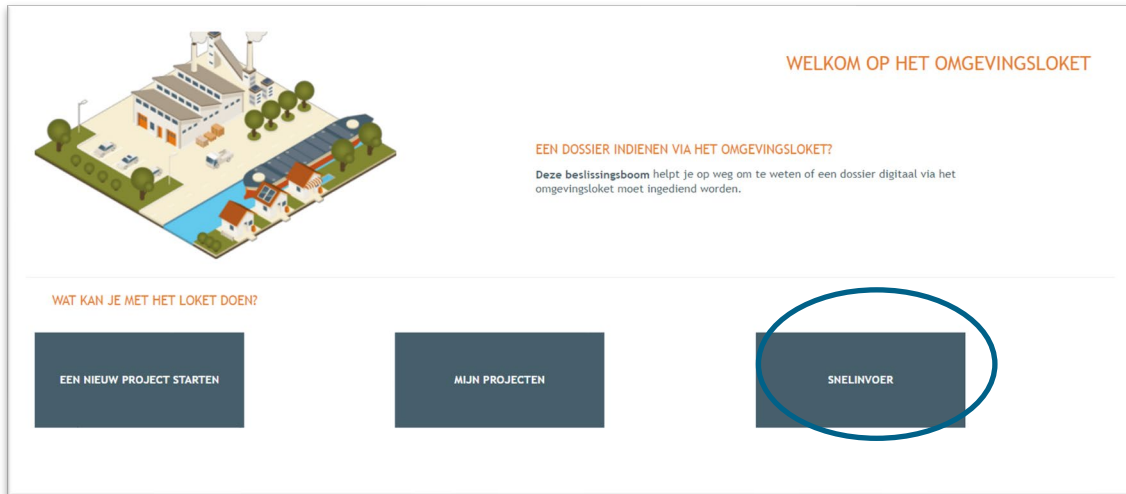 WELKOM OP HET OMGEVINGSLOKET
EEN DOSSIER INDIENEN VIA HET OMGEVINGSLOKET?
Deze beslissingsboom helpt je op weg om te weten of een dossier digitaal via het
omgevingsloket moet ingediend worden.
WAT KAN JE MET HET LOKET DOEN?
EEN NIEUW PROJECT STARTEN
MIJN PROJECTEN
SNELINVOER